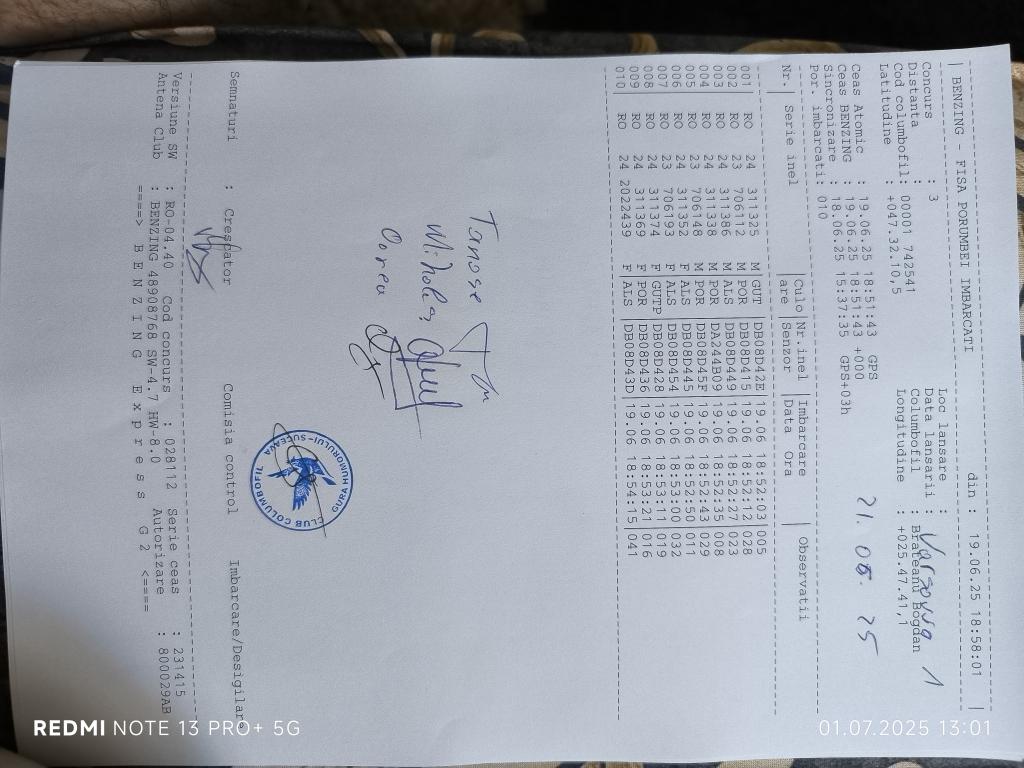 | BENZING - FISA PORUMBEI IMBARCATI din : 19.06.25 18:58:01 |
Concurs : 3 Loc lansare : Varsovia 1
Distanta : Data lansarii :
Cod columbofil: 00001 742541 Columbofil : Brateanu Bogdan
Latitudine : +047.32.10,5 Longitudine : +025.47.41,1
Ceas Atomic : 19.06.25 18:51:43 GPS
Ceas BENZING : 19.06.25 18:51:43 +000
Sincronizare : 18.06.25 15:37:35 GPS+03h
Por. imbarcati: 010
21. 06. 25
Nr.| Serie inel |Culo|Nr.inel |Imbarcare | Observatii
|are |Senzor |Data Ora |
001| RO 24 311325 M GUT |DB08D42E|19.06 18:52:03|005
002| RO 23 706112 M POR |DB08D415|19.06 18:52:12|028
003| RO 24 311386 M ALS |DB08D449|19.06 18:52:27|023
004| RO 24 311338 M POR |DA244B09|19.06 18:52:35|008
005| RO 23 706148 M POR |DB08D45F|19.06 18:52:43|029
006| RO 24 311352 F ALS |DB08D445|19.06 18:52:50|011
007| RO 23 706193 F ALS |DB08D454|19.06 18:53:00|032
008| RO 24 311374 F GUTP|DB08D428|19.06 18:53:11|019
009| RO 24 311369 F POR |DB08D43C|19.06 18:53:21|016
010| RO 24 2022439 F ALS |DB08D43D|19.06 18:54:15|041
Tanose
CLUB COLUMBOFIL
GURA HUMORULUI-SUCEAVA
Semnaturi : Crescator Comisia control Imbarcare/Desigilare
Versiune SW : RO-04.40 Cod concurs : 028112 Serie ceas : 231415
Antena Club : BENZING 48908768 SW-4.7 HW-8.0 Autorizare : 800029AB
====> B E N Z I N G E x p r e s s G 2 <====
REDMI NOTE 13 PRO+ 5G
01.07.2025 13:01